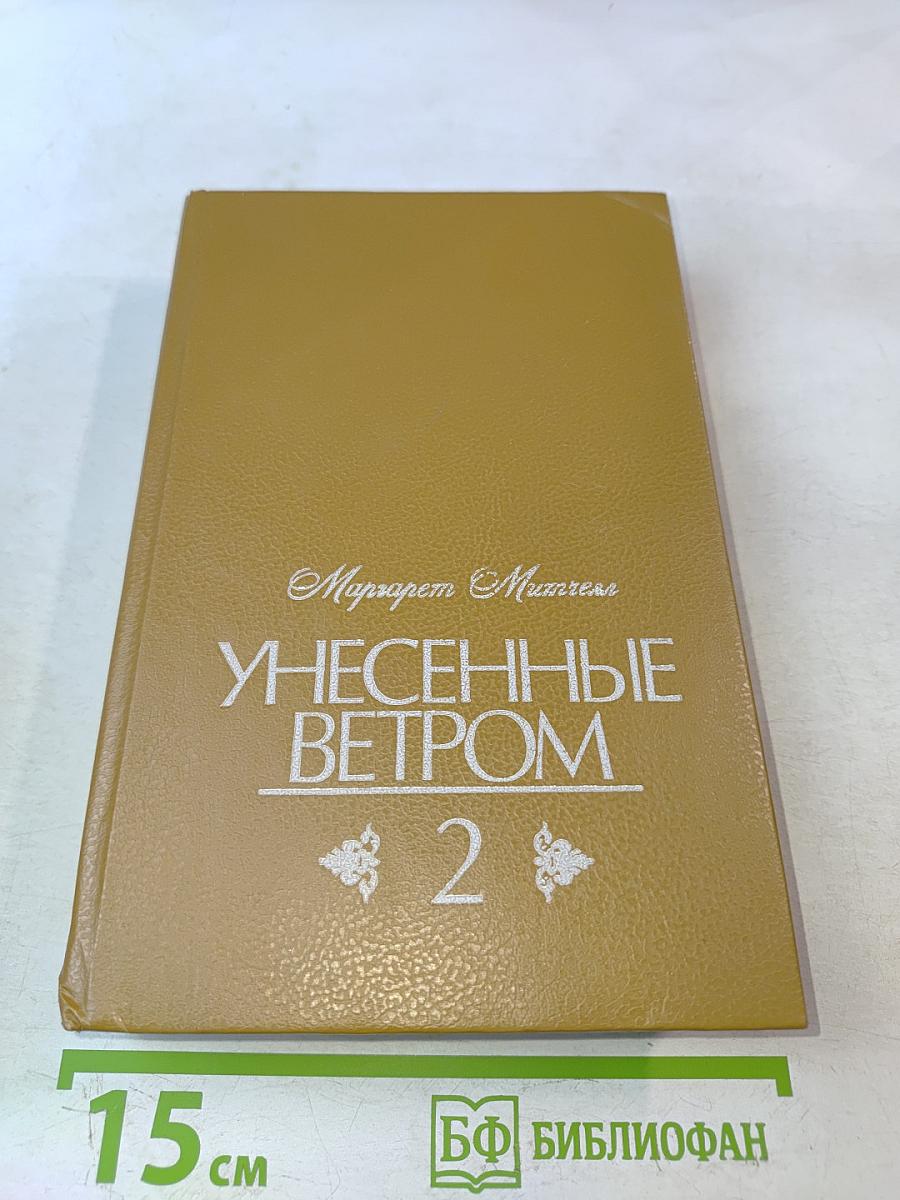 Маргарет Митчелл
УНЕСЕННЫЕ
ВЕТРОМ
2
15 см
БФ БИБЛИОФАН